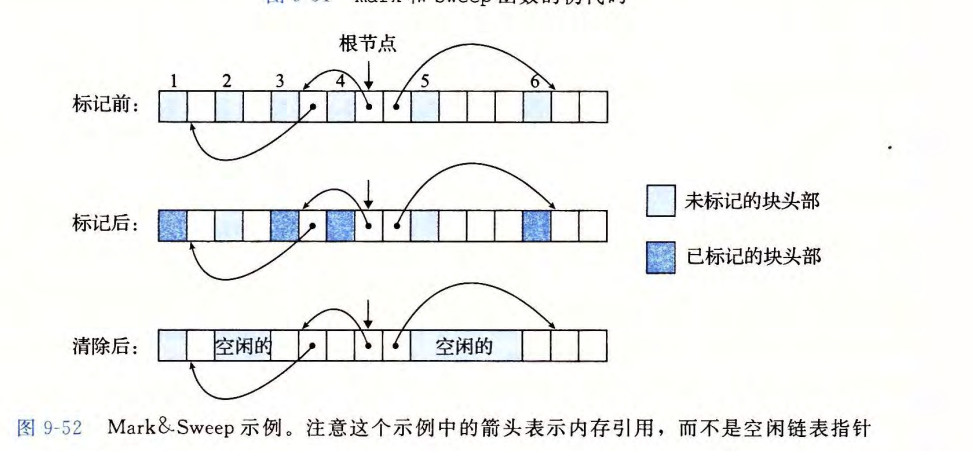 图 9-51 mark 和 sweep 函数的伪代码
根节点
1 2 3 4 5 6
标记前：
标记后：
未标记的块头部
已标记的块头部
清除后： 空闲的 空闲的
图 9-52 Mark&Sweep 示例。注意这个示例中的箭头表示内存引用，而不是空闲链表指针